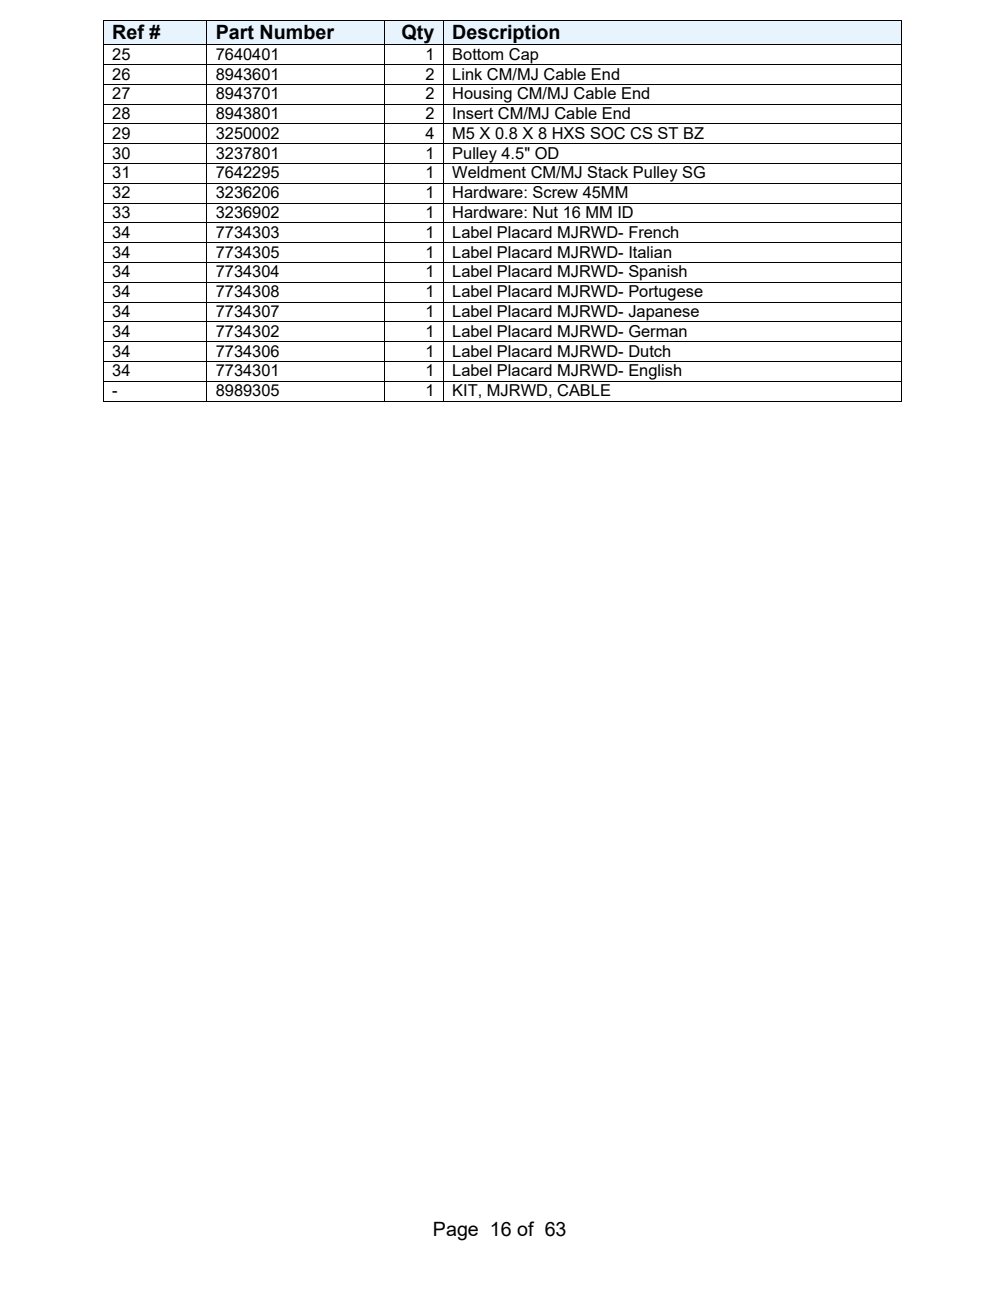 Ref # Part Number Qty Description
25 7640401 1 Bottom Cap
26 8943601 2 Link CM/MJ Cable End
27 8943701 2 Housing CM/MJ Cable End
28 8943801 2 Insert CM/MJ Cable End
29 3250002 4 M5 X 0.8 X 8 HXS SOC CS ST BZ
30 3237801 1 Pulley 4.5" OD
31 7642295 1 Weldment CM/MJ Stack Pulley SG
32 3236206 1 Hardware: Screw 45MM
33 3236902 1 Hardware: Nut 16 MM ID
34 7734303 1 Label Placard MJRWD- French
34 7734305 1 Label Placard MJRWD- Italian
34 7734304 1 Label Placard MJRWD- Spanish
34 7734308 1 Label Placard MJRWD- Portugese
34 7734307 1 Label Placard MJRWD- Japanese
34 7734302 1 Label Placard MJRWD- German
34 7734306 1 Label Placard MJRWD- Dutch
34 7734301 1 Label Placard MJRWD- English
- 8989305 1 KIT, MJRWD, CABLE
Page 16 of 63